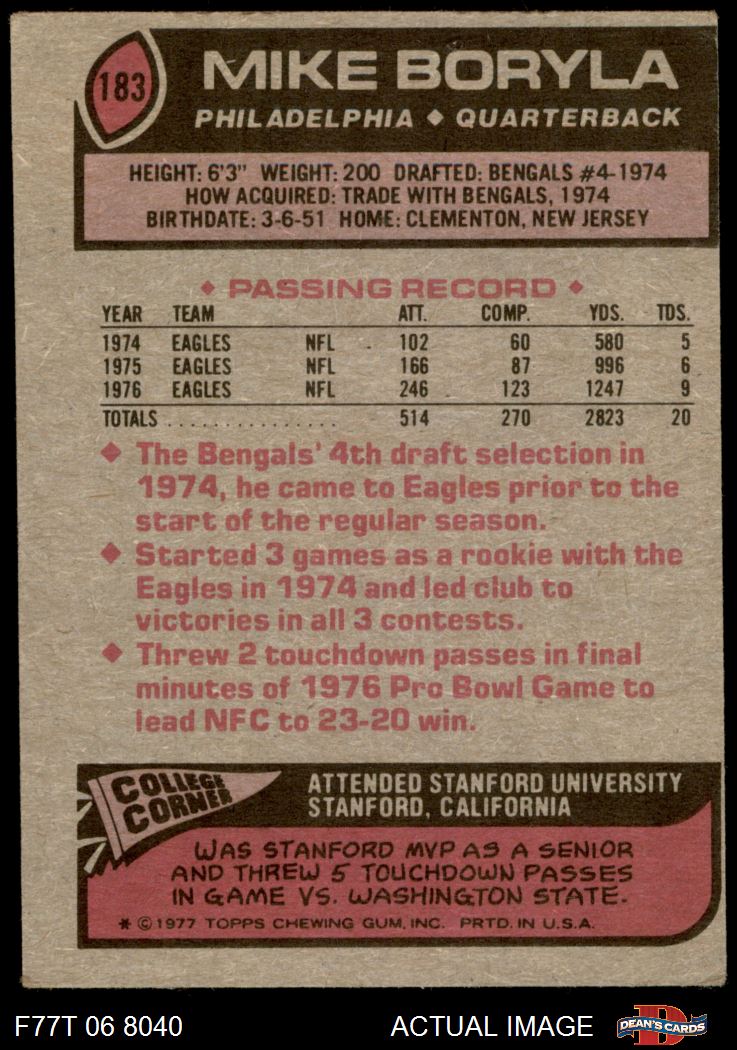 183
MIKE BORYLA
PHILADELPHIA ◆ QUARTERBACK
HEIGHT: 6'3" WEIGHT: 200 DRAFTED: BENGALS #4-1974
HOW ACQUIRED: TRADE WITH BENGALS, 1974
BIRTHDATE: 3-6-51 HOME: CLEMENTON, NEW JERSEY
◆ PASSING RECORD ◆
YEAR TEAM ATT. COMP. YDS. TDS.
1974 EAGLES NFL 102 60 580 5
1975 EAGLES NFL 166 87 996 6
1976 EAGLES NFL 246 123 1247 9
TOTALS . . . . . . . . . . . . . . . 514 270 2823 20
◆ The Bengals' 4th draft selection in
1974, he came to Eagles prior to the
start of the regular season.
◆ Started 3 games as a rookie with the
Eagles in 1974 and led club to
victories in all 3 contests.
◆ Threw 2 touchdown passes in final
minutes of 1976 Pro Bowl Game to
lead NFC to 23-20 win.
COLLEGE
CORNER
ATTENDED STANFORD UNIVERSITY
STANFORD, CALIFORNIA
WAS STANFORD MVP AS A SENIOR
AND THREW 5 TOUCHDOWN PASSES
IN GAME VS. WASHINGTON STATE.
* © 1977 TOPPS CHEWING GUM, INC. PRTD. IN U.S.A.
F77T 06 8040 ACTUAL IMAGE
D
DEAN'S CARDS